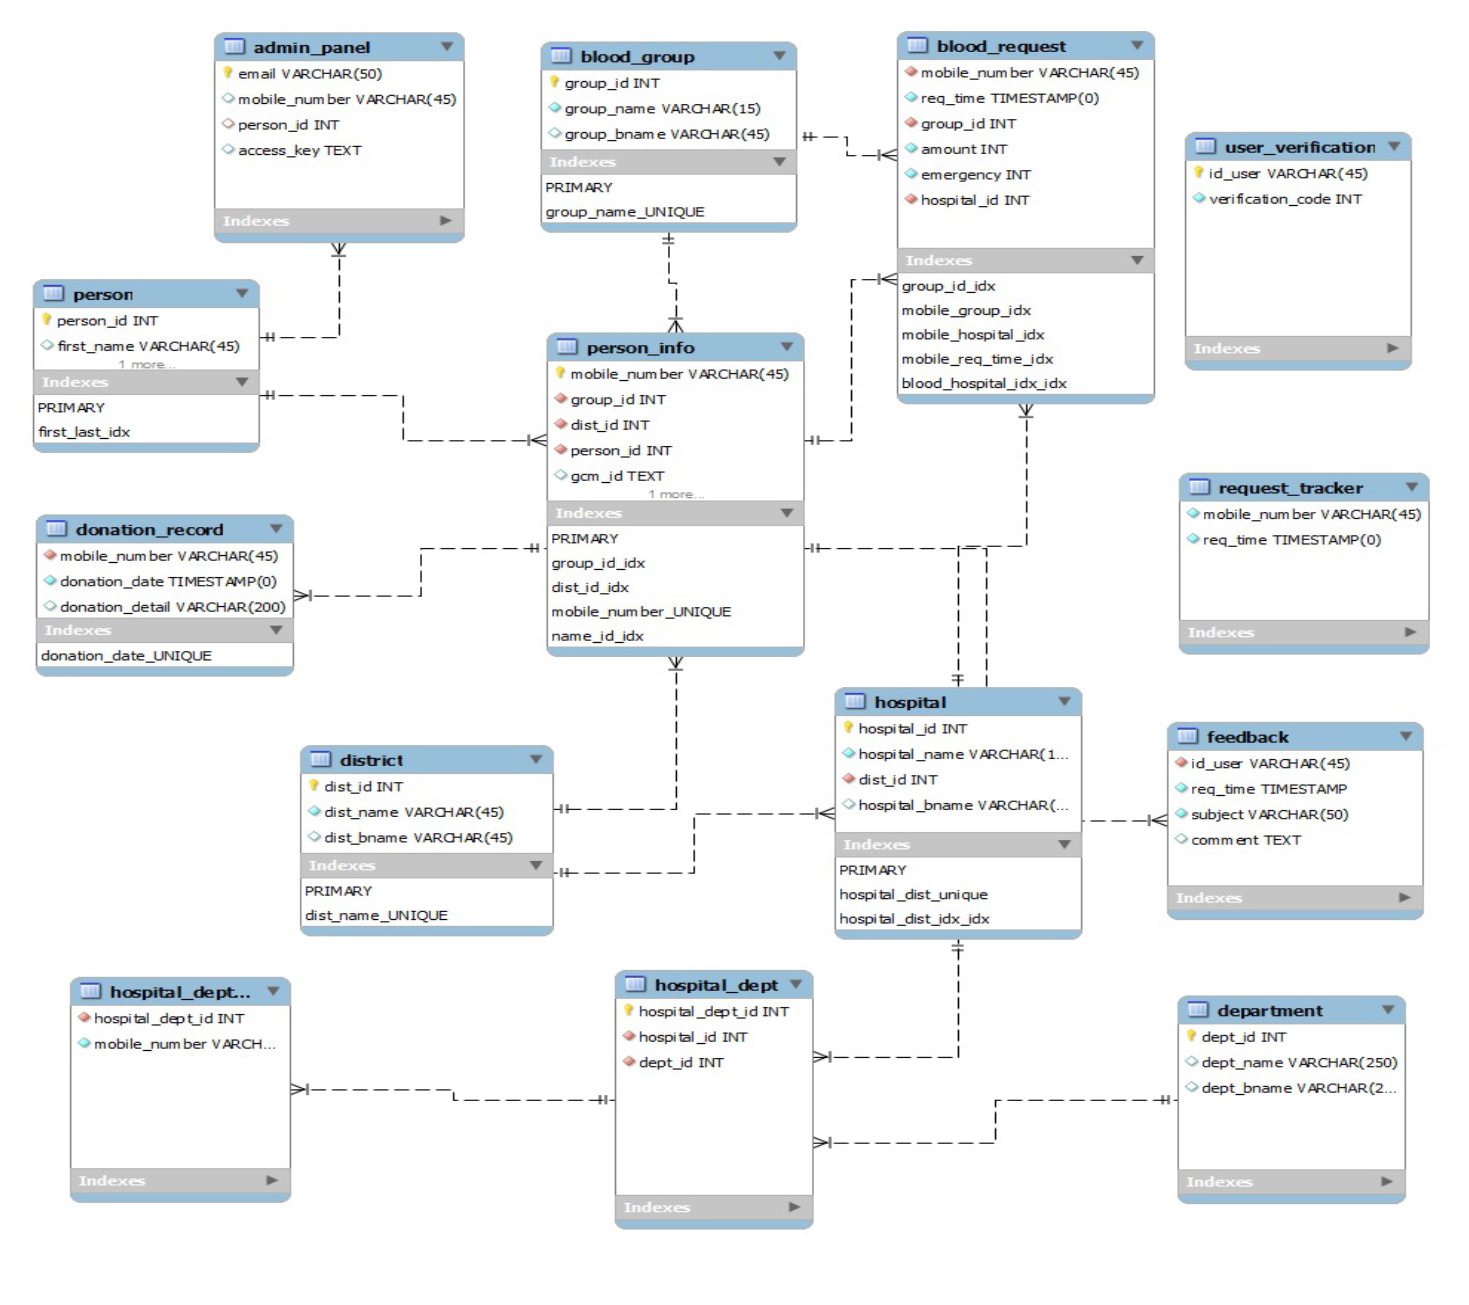 admin_panel
email VARCHAR(50)
mobile_number VARCHAR(45)
person_id INT
access_key TEXT
Indexes
blood_group
group_id INT
group_name VARCHAR(15)
group_bname VARCHAR(45)
Indexes
PRIMARY
group_name_UNIQUE
blood_request
mobile_number VARCHAR(45)
req_time TIMESTAMP(0)
group_id INT
amount INT
emergency INT
hospital_id INT
Indexes
group_id_idx
mobile_group_idx
mobile_hospital_idx
mobile_req_time_idx
blood_hospital_idx_idx
user_verification
id_user VARCHAR(45)
verification_code INT
Indexes
person
person_id INT
first_name VARCHAR(45)
1 more...
Indexes
PRIMARY
first_last_idx
person_info
mobile_number VARCHAR(45)
group_id INT
dist_id INT
person_id INT
gcm_id TEXT
1 more...
Indexes
PRIMARY
group_id_idx
dist_id_idx
mobile_number_UNIQUE
name_id_idx
request_tracker
mobile_number VARCHAR(45)
req_time TIMESTAMP(0)
Indexes
donation_record
mobile_number VARCHAR(45)
donation_date TIMESTAMP(0)
donation_detail VARCHAR(200)
Indexes
donation_date_UNIQUE
district
dist_id INT
dist_name VARCHAR(45)
dist_bname VARCHAR(45)
Indexes
PRIMARY
dist_name_UNIQUE
hospital
hospital_id INT
hospital_name VARCHAR(1...
dist_id INT
hospital_bname VARCHAR(...
Indexes
PRIMARY
hospital_dist_unique
hospital_dist_idx_idx
feedback
id_user VARCHAR(45)
req_time TIMESTAMP
subject VARCHAR(50)
comment TEXT
Indexes
hospital_dept...
hospital_dept_id INT
mobile_number VARCH...
Indexes
hospital_dept
hospital_dept_id INT
hospital_id INT
dept_id INT
Indexes
department
dept_id INT
dept_name VARCHAR(250)
dept_bname VARCHAR(2...
Indexes